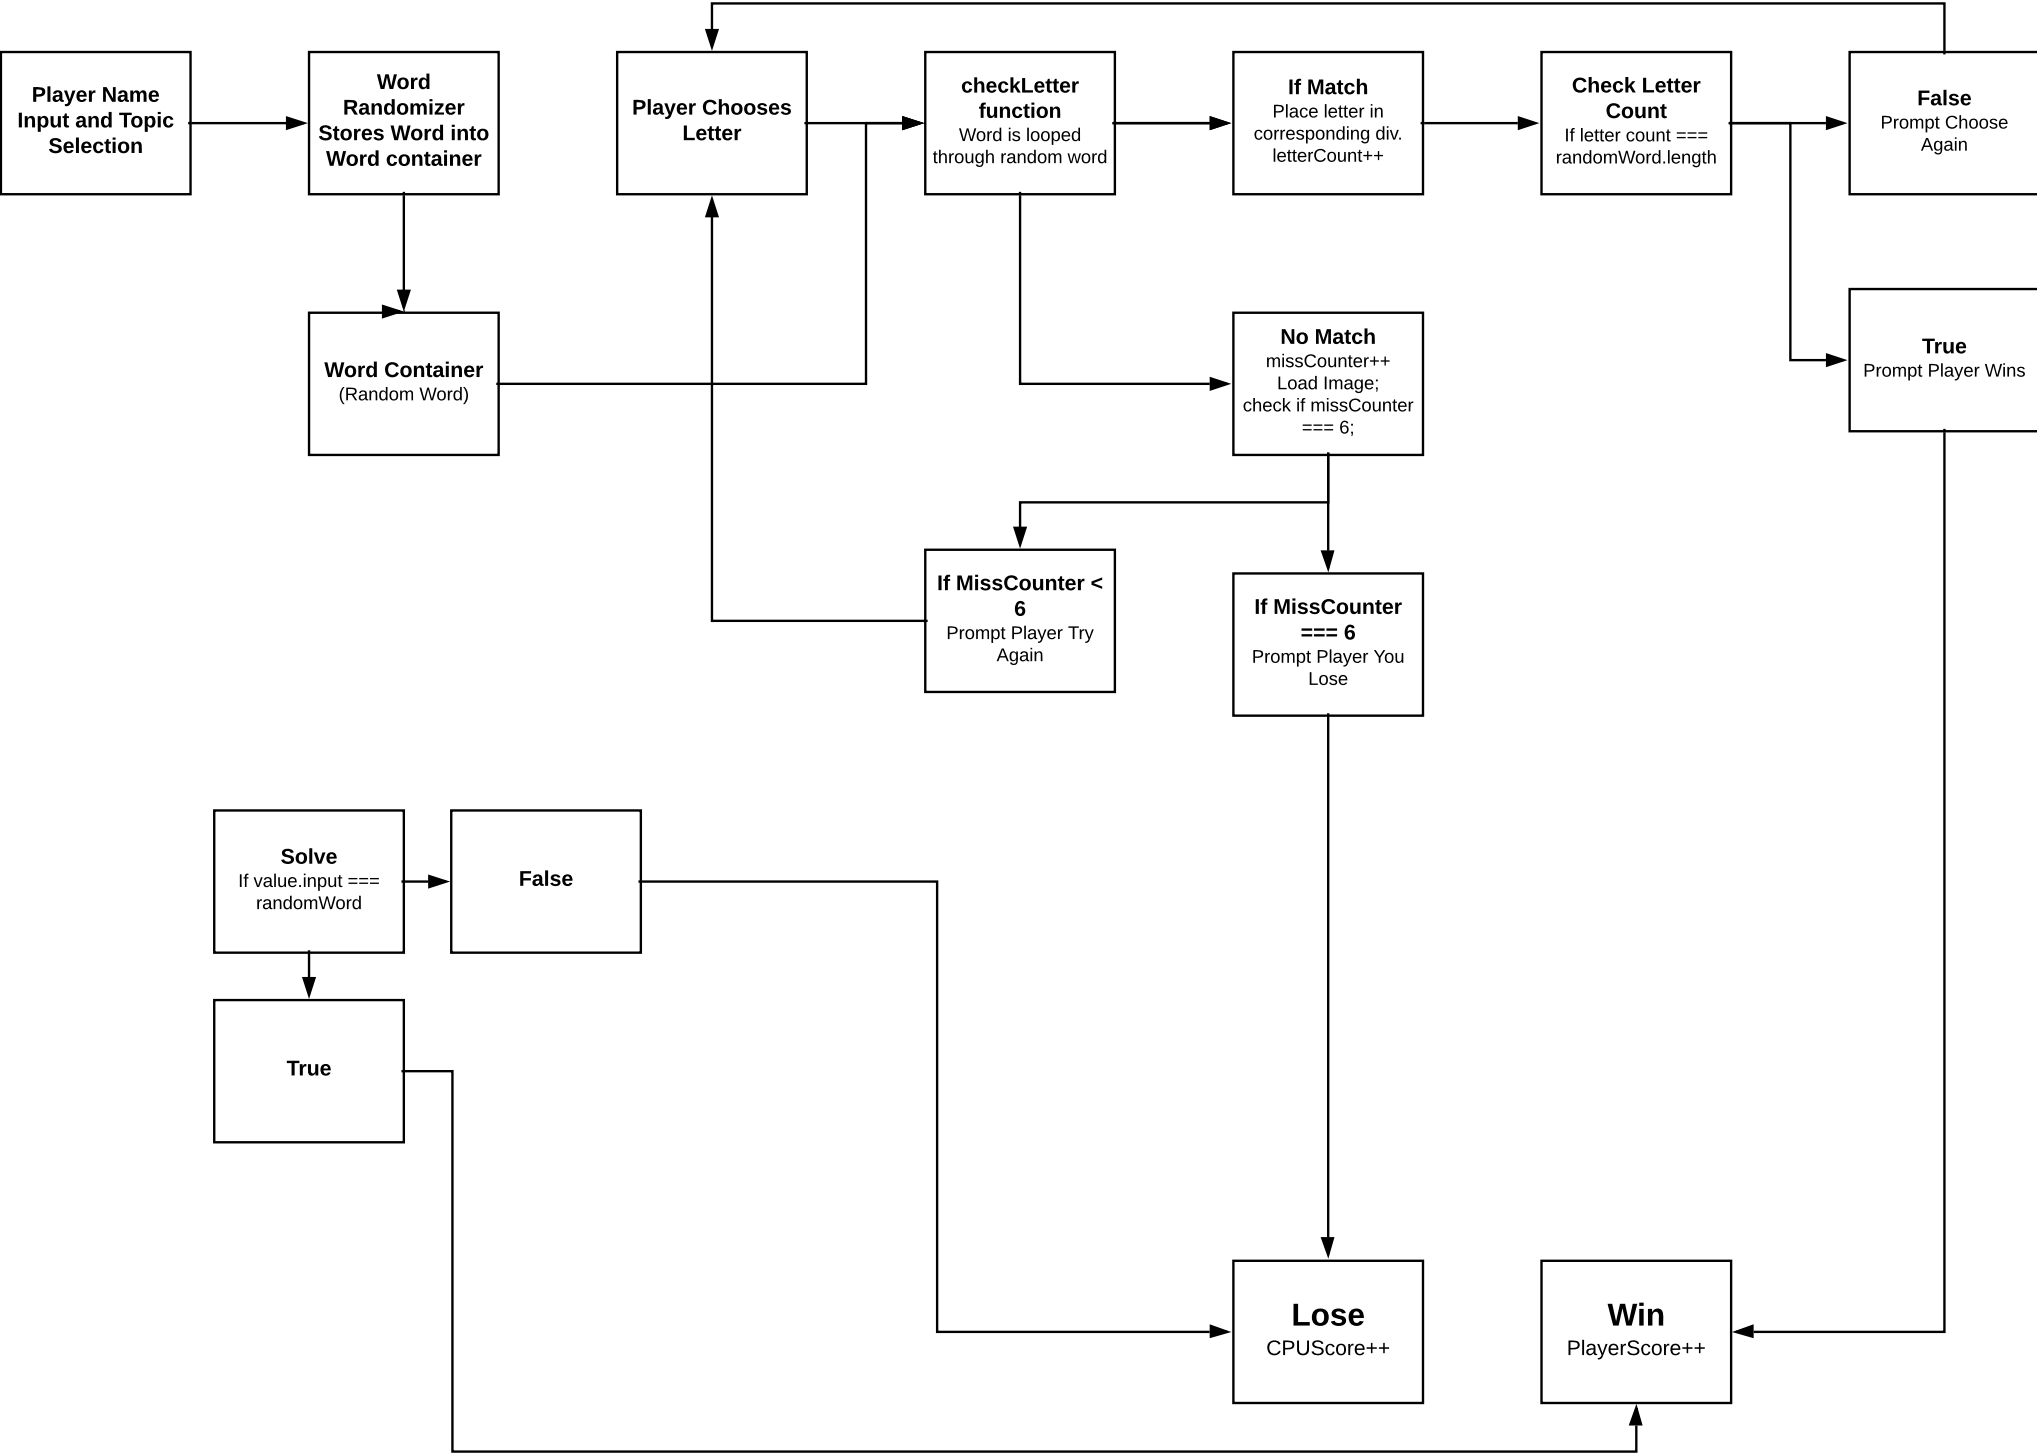 Player Name
Input and Topic
Selection
Word
Randomizer
Stores Word into
Word container
Player Chooses
Letter
checkLetter
function
Word is looped
through random word
If Match
Place letter in
corresponding div.
letterCount++
Check Letter
Count
If letter count ===
randomWord.length
False
Prompt Choose
Again
Word Container
(Random Word)
No Match
missCounter++
Load Image;
check if missCounter
=== 6;
True
Prompt Player Wins
If MissCounter <
6
Prompt Player Try
Again
If MissCounter
=== 6
Prompt Player You
Lose
Solve
If value.input ===
randomWord
False
True
Lose
CPUScore++
Win
PlayerScore++